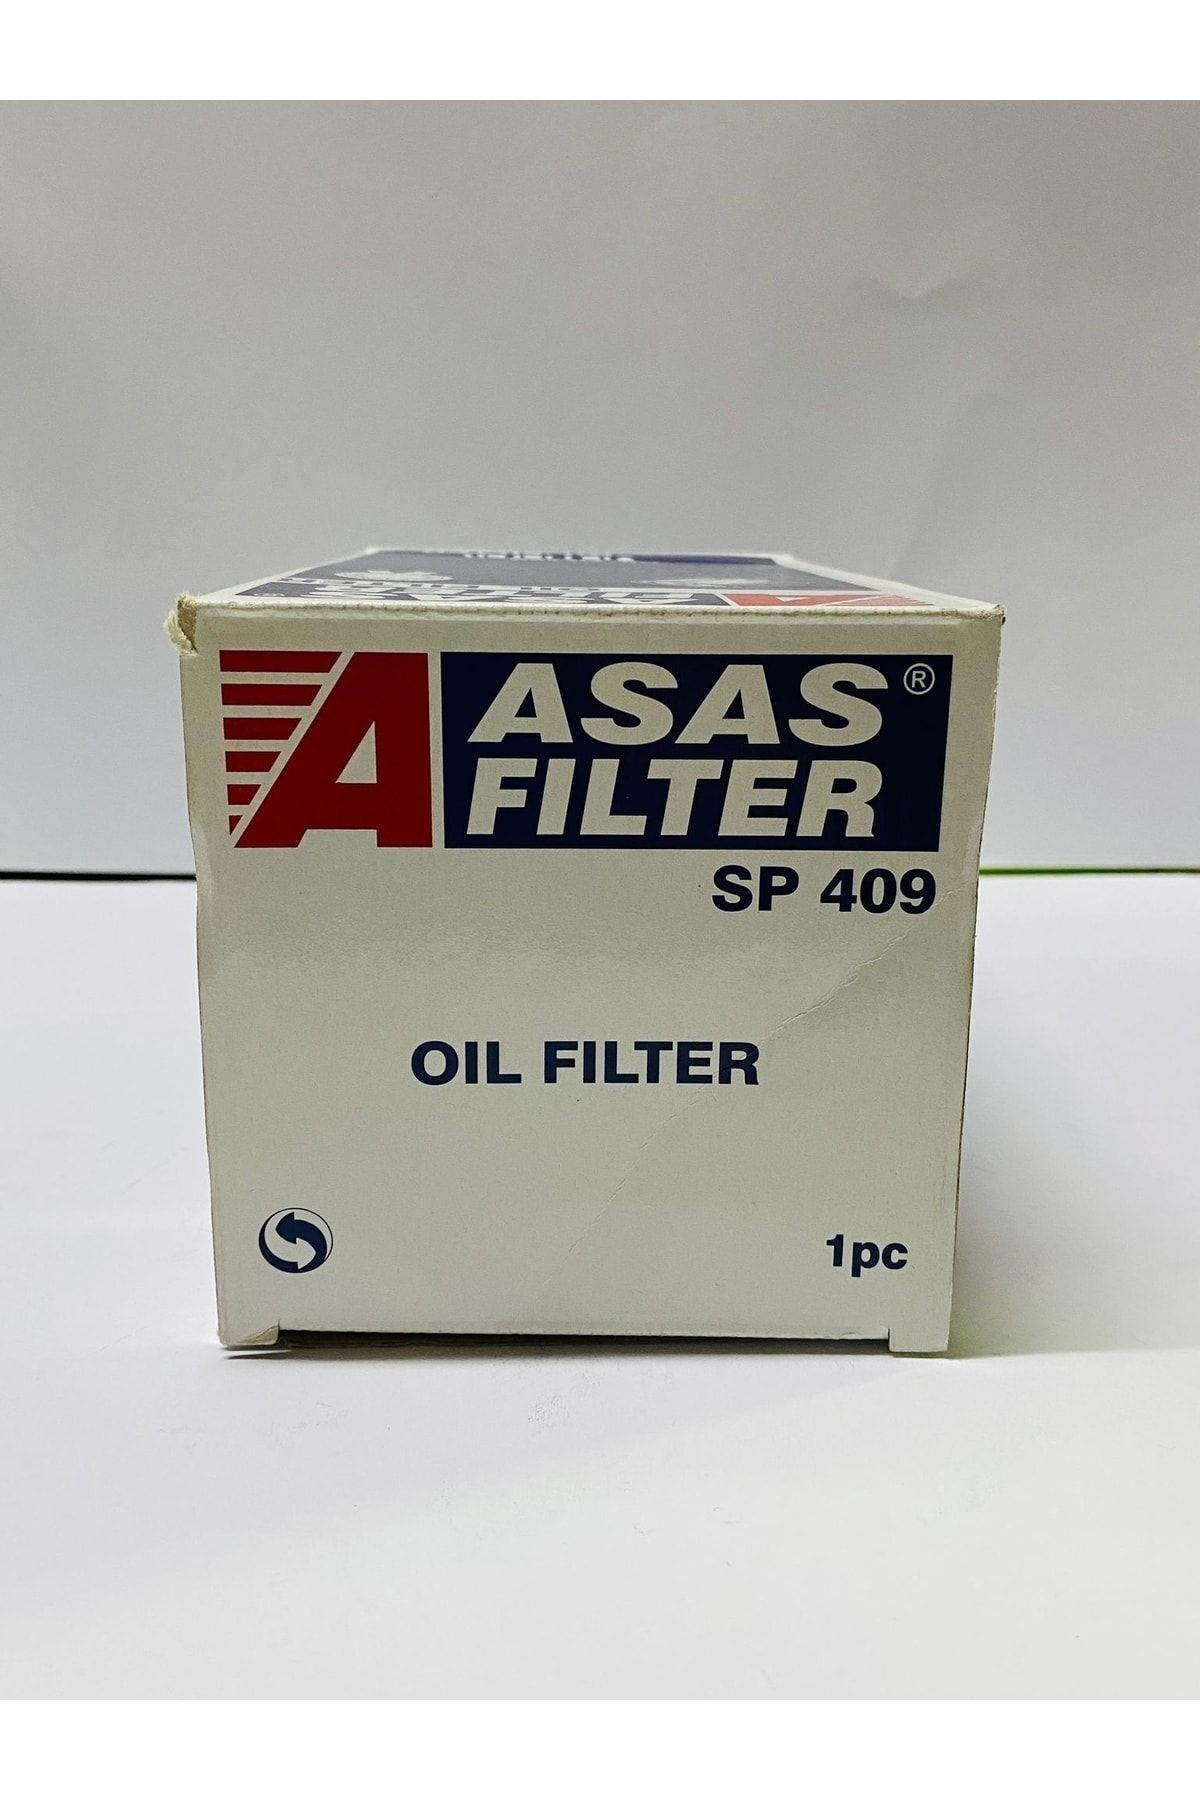 A ASAS®
FILTER
SP 409
OIL FILTER
1pc